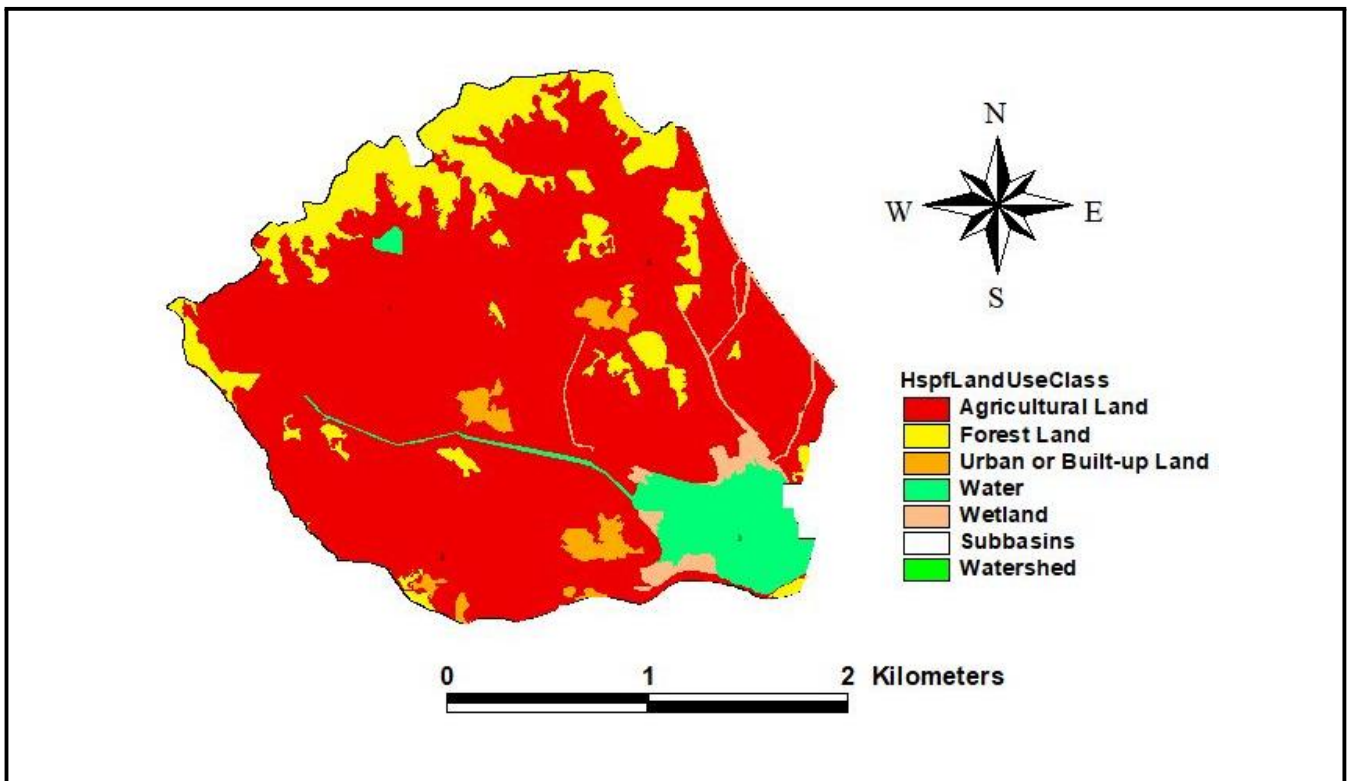 N
W E
S
HspfLandUseClass
Agricultural Land
Forest Land
Urban or Built-up Land
Water
Wetland
Subbasins
Watershed
0 1 2 Kilometers